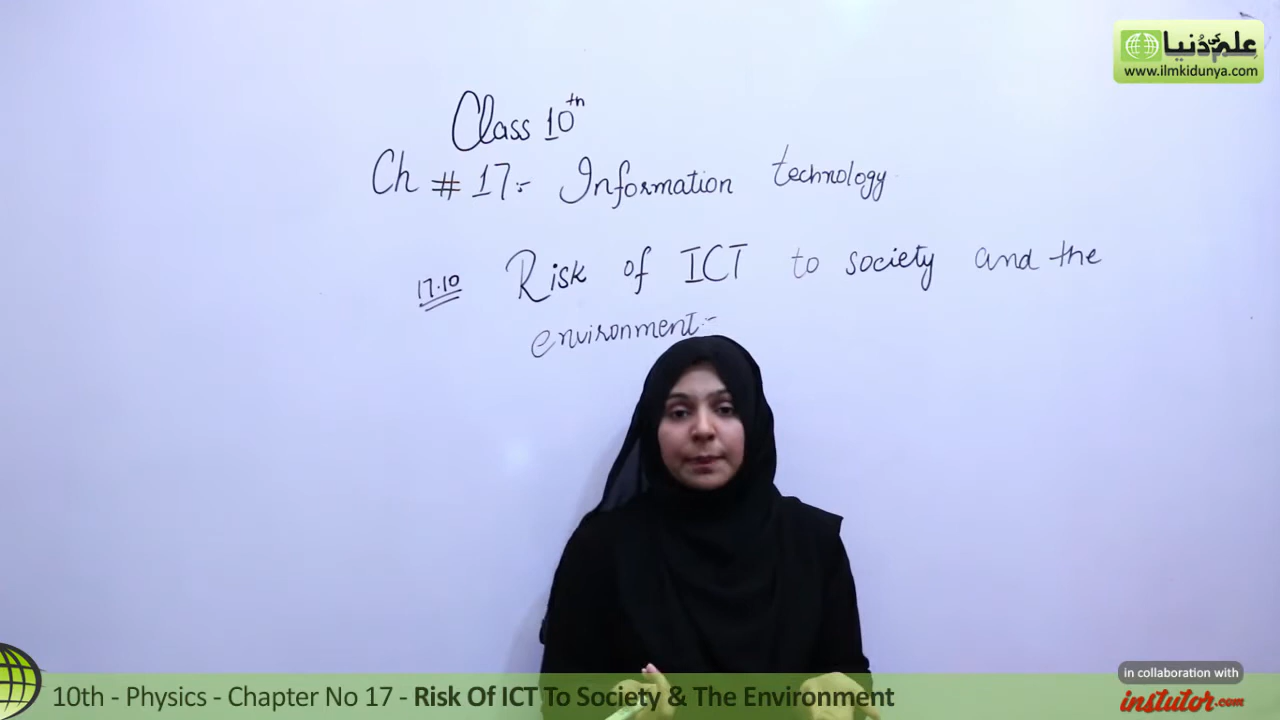 علم کی دنیا
www.ilmkidunya.com
Class 10th
Ch # 17:- Information technology
17.10 Risk of ICT to society and the
environment:-
in collaboration with
instutor.com
10th - Physics - Chapter No 17 - Risk Of ICT To Society & The Environment